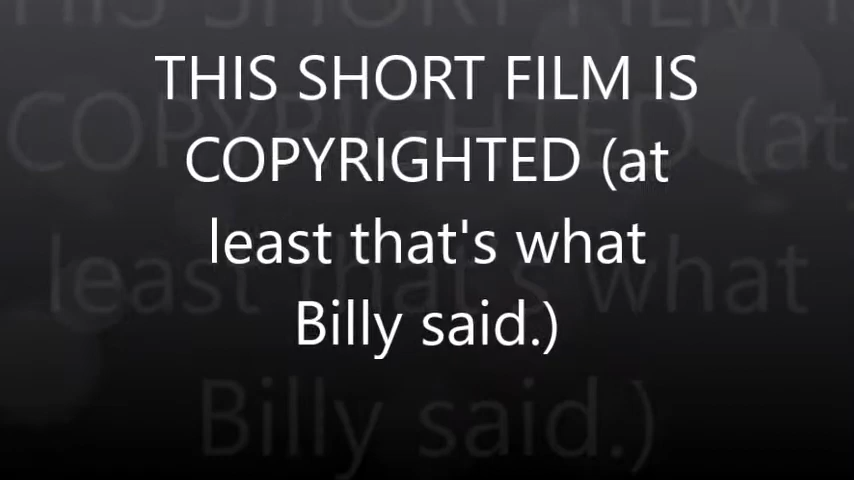 THIS SHORT FILM IS
COPYRIGHTED (at
least that's what
Billy said.)